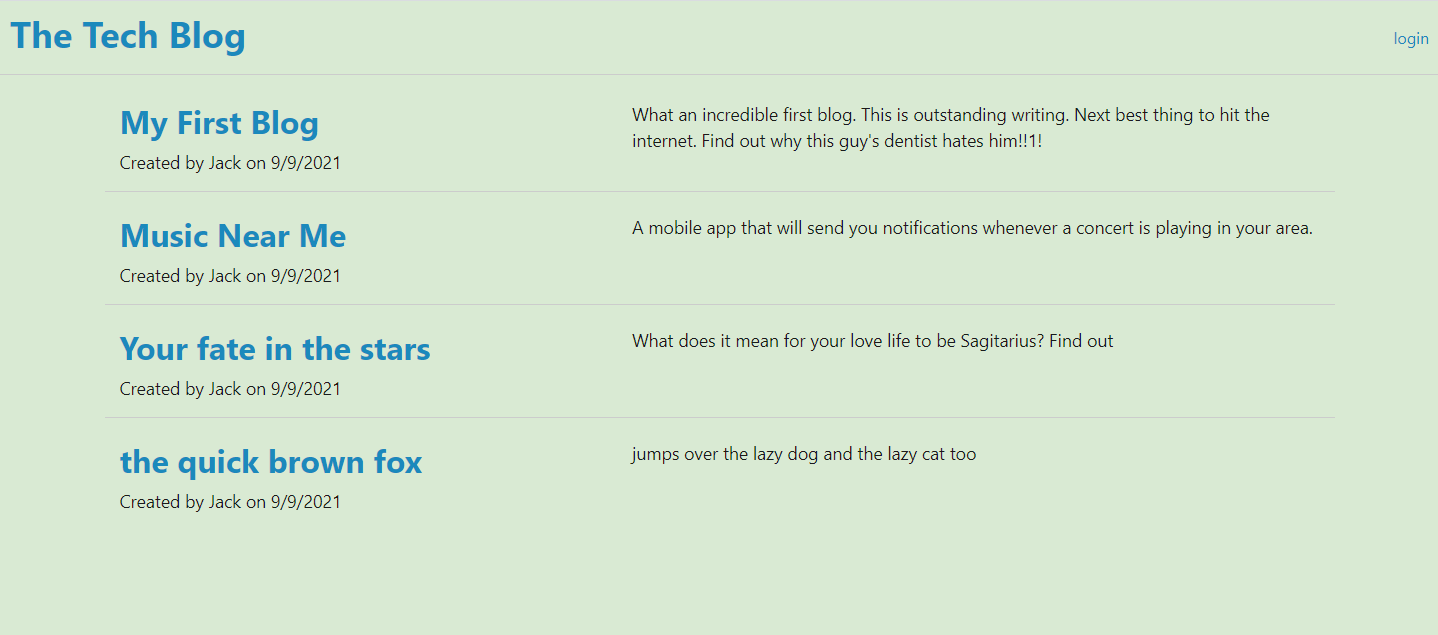 The Tech Blog
login
My First Blog
Created by Jack on 9/9/2021
What an incredible first blog. This is outstanding writing. Next best thing to hit the
internet. Find out why this guy's dentist hates him!!1!
Music Near Me
Created by Jack on 9/9/2021
A mobile app that will send you notifications whenever a concert is playing in your area.
Your fate in the stars
Created by Jack on 9/9/2021
What does it mean for your love life to be Sagitarius? Find out
the quick brown fox
Created by Jack on 9/9/2021
jumps over the lazy dog and the lazy cat too